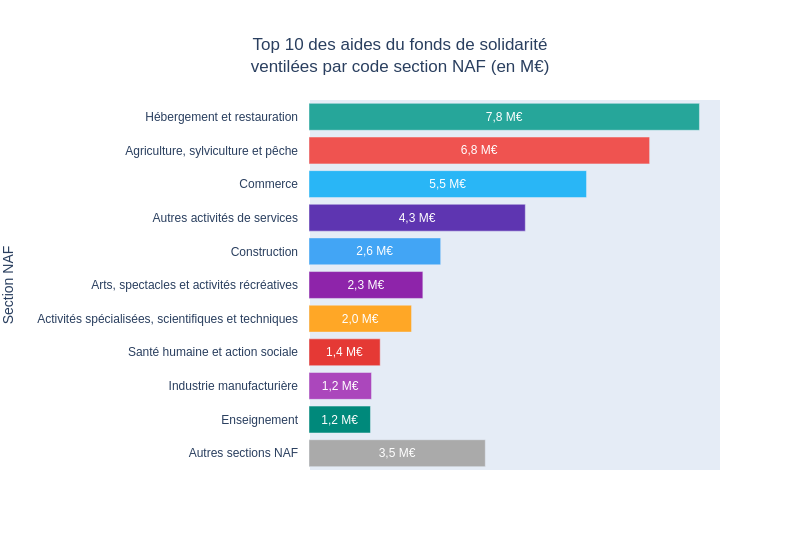 Top 10 des aides du fonds de solidarité
ventilées par code section NAF (en M€)
Section NAF
Hébergement et restauration 7,8 M€
Agriculture, sylviculture et pêche 6,8 M€
Commerce 5,5 M€
Autres activités de services 4,3 M€
Construction 2,6 M€
Arts, spectacles et activités récréatives 2,3 M€
Activités spécialisées, scientifiques et techniques 2,0 M€
Santé humaine et action sociale 1,4 M€
Industrie manufacturière 1,2 M€
Enseignement 1,2 M€
Autres sections NAF 3,5 M€